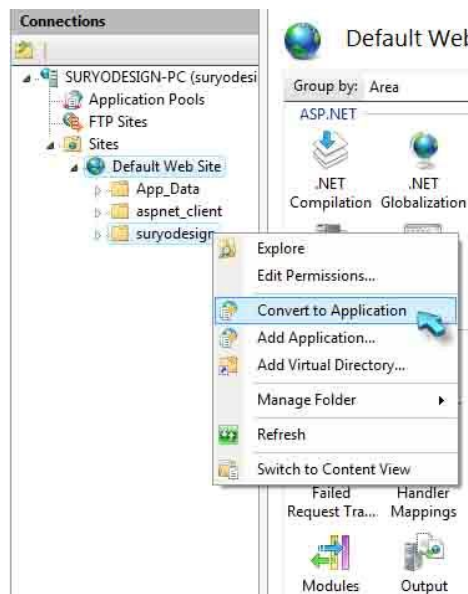 Connections
SURYODESIGN-PC (suryodesi
Application Pools
FTP Sites
Sites
Default Web Site
App_Data
aspnet_client
suryodesign
Explore
Edit Permissions...
Convert to Application
Add Application...
Add Virtual Directory...
Manage Folder
Refresh
Switch to Content View
Default Web
Group by: Area
ASP.NET
.NET .NET
Compilation Globalization
Failed Handler
Request Tra... Mappings
Modules Output